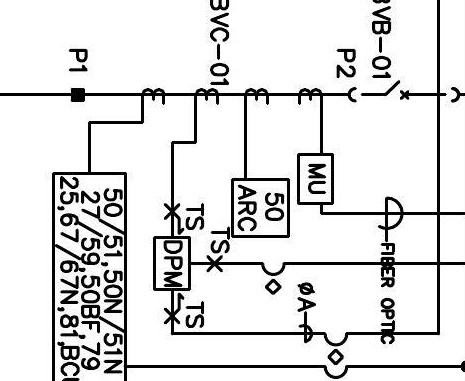 BVC-01
P1
P2
BVB-01
MU
50
ARC
TS
TS
DPM
TS
FIBER OPTIC
ØA
50/51,50N/51N
27/59,50BF,79
25,67/67N,81,BC